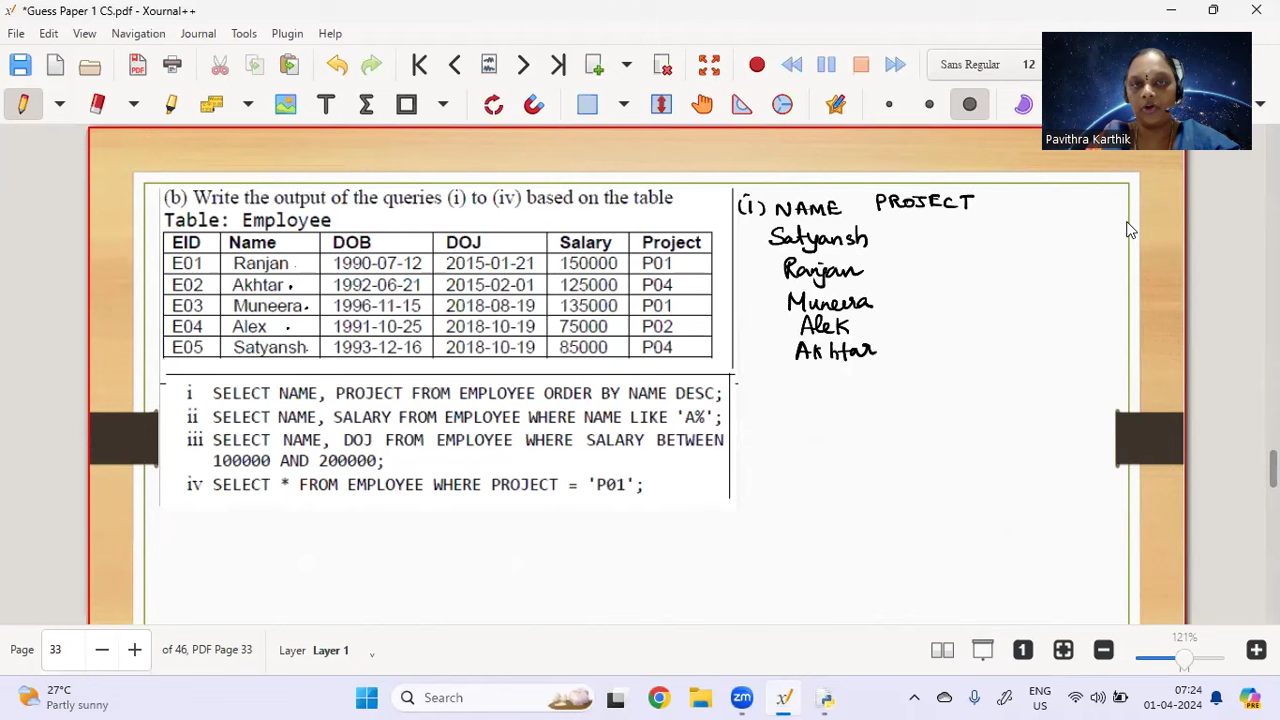 *Guess Paper 1 CS.pdf - Xournal++
File Edit View Navigation Journal Tools Plugin Help
Sans Regular 12
Pavithra Karthik
(b) Write the output of the queries (i) to (iv) based on the table
Table: Employee
EID Name DOB DOJ Salary Project
E01 Ranjan 1990-07-12 2015-01-21 150000 P01
E02 Akhtar 1992-06-21 2015-02-01 125000 P04
E03 Muneera 1996-11-15 2018-08-19 135000 P01
E04 Alex 1991-10-25 2018-10-19 75000 P02
E05 Satyansh 1993-12-16 2018-10-19 85000 P04
i SELECT NAME, PROJECT FROM EMPLOYEE ORDER BY NAME DESC;
ii SELECT NAME, SALARY FROM EMPLOYEE WHERE NAME LIKE 'A%';
iii SELECT NAME, DOJ FROM EMPLOYEE WHERE SALARY BETWEEN
100000 AND 200000;
iv SELECT * FROM EMPLOYEE WHERE PROJECT = 'P01';
(i) NAME PROJECT
Satyansh
Ranjan
Muneera
Alek
Akhtar
Page 33 of 46, PDF Page 33 Layer Layer 1 1 121%
27°C
Partly sunny
Search
zm
ENG
US
07:24
01-04-2024
PRE